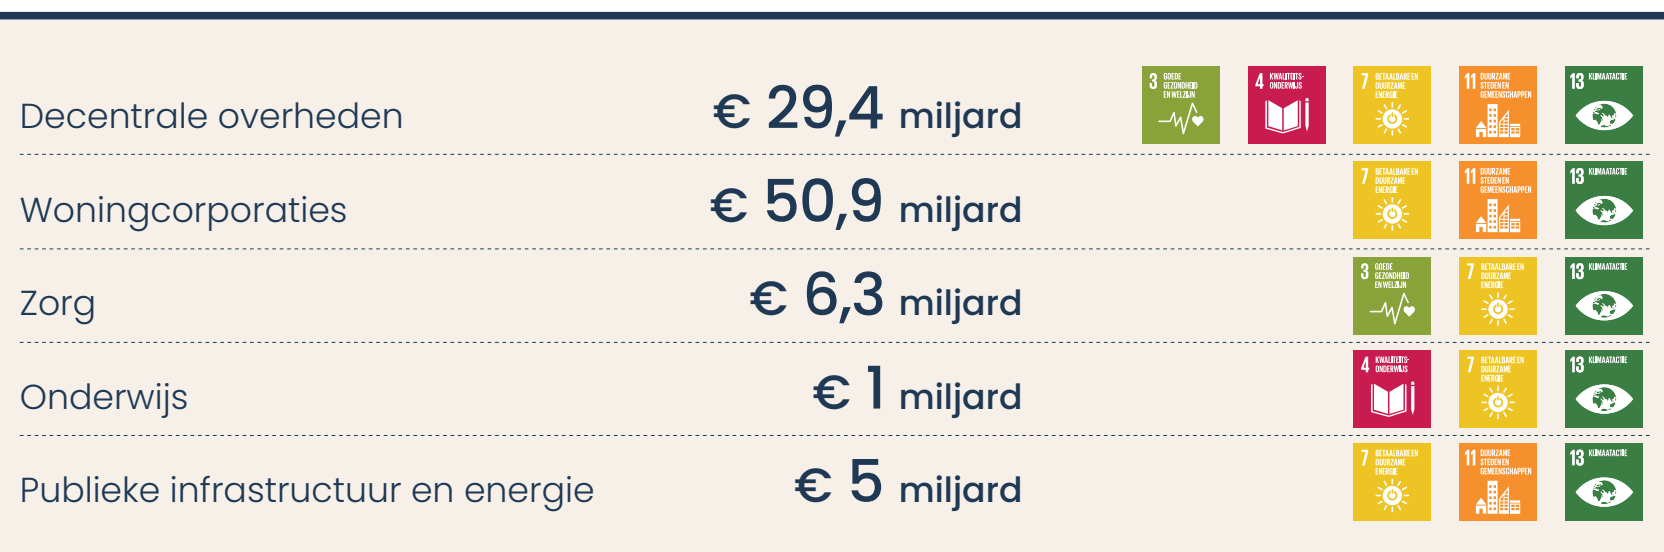 Decentrale overheden € 29,4 miljard
3 GOEDE GEZONDHEID EN WELZIJN
4 KWALITEITS-ONDERWIJS
7 BETAALBARE EN DUURZAME ENERGIE
11 DUURZAME STEDEN EN GEMEENSCHAPPEN
13 KLIMAATACTIE
Woningcorporaties € 50,9 miljard
7 BETAALBARE EN DUURZAME ENERGIE
11 DUURZAME STEDEN EN GEMEENSCHAPPEN
13 KLIMAATACTIE
Zorg € 6,3 miljard
3 GOEDE GEZONDHEID EN WELZIJN
7 BETAALBARE EN DUURZAME ENERGIE
13 KLIMAATACTIE
Onderwijs € 1 miljard
4 KWALITEITS-ONDERWIJS
7 BETAALBARE EN DUURZAME ENERGIE
13 KLIMAATACTIE
Publieke infrastructuur en energie € 5 miljard
7 BETAALBARE EN DUURZAME ENERGIE
11 DUURZAME STEDEN EN GEMEENSCHAPPEN
13 KLIMAATACTIE